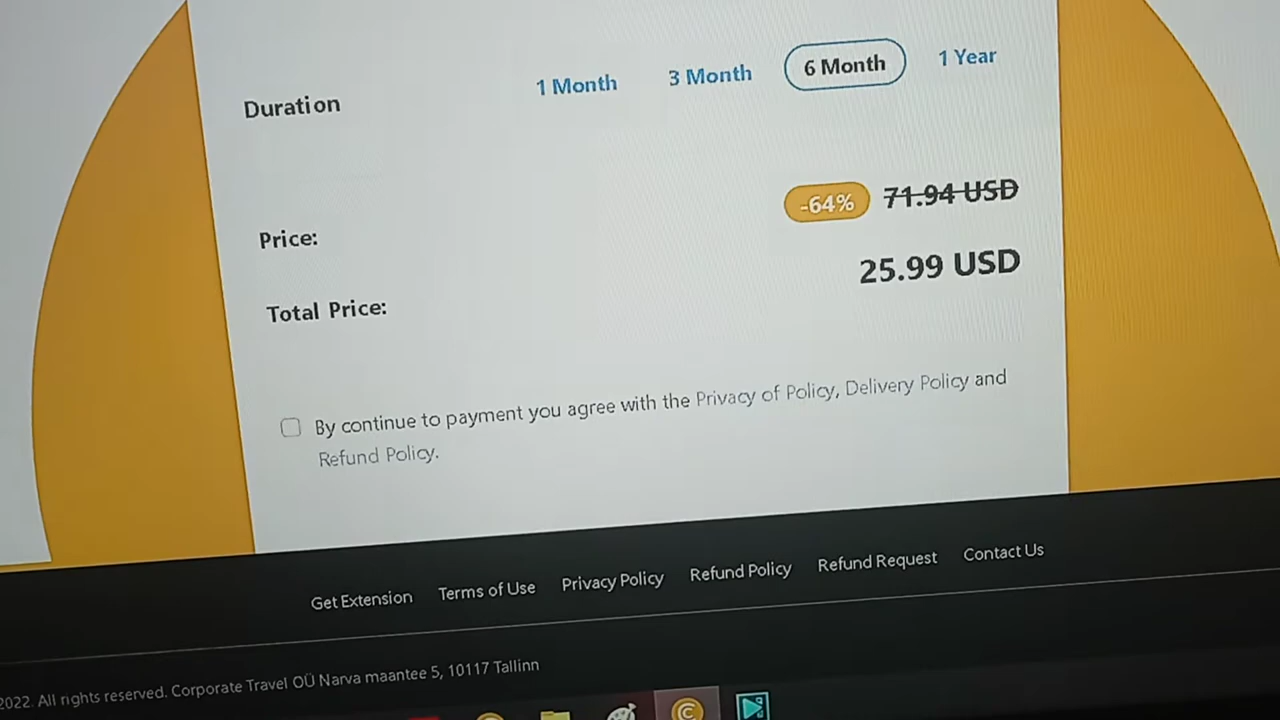 Duration
1 Month 3 Month 6 Month 1 Year
Price:
-64% 71.94 USD
Total Price:
25.99 USD
By continue to payment you agree with the Privacy of Policy, Delivery Policy and
Refund Policy.
Get Extension Terms of Use Privacy Policy Refund Policy Refund Request Contact Us
2022. All rights reserved. Corporate Travel OÜ Narva maantee 5, 10117 Tallinn